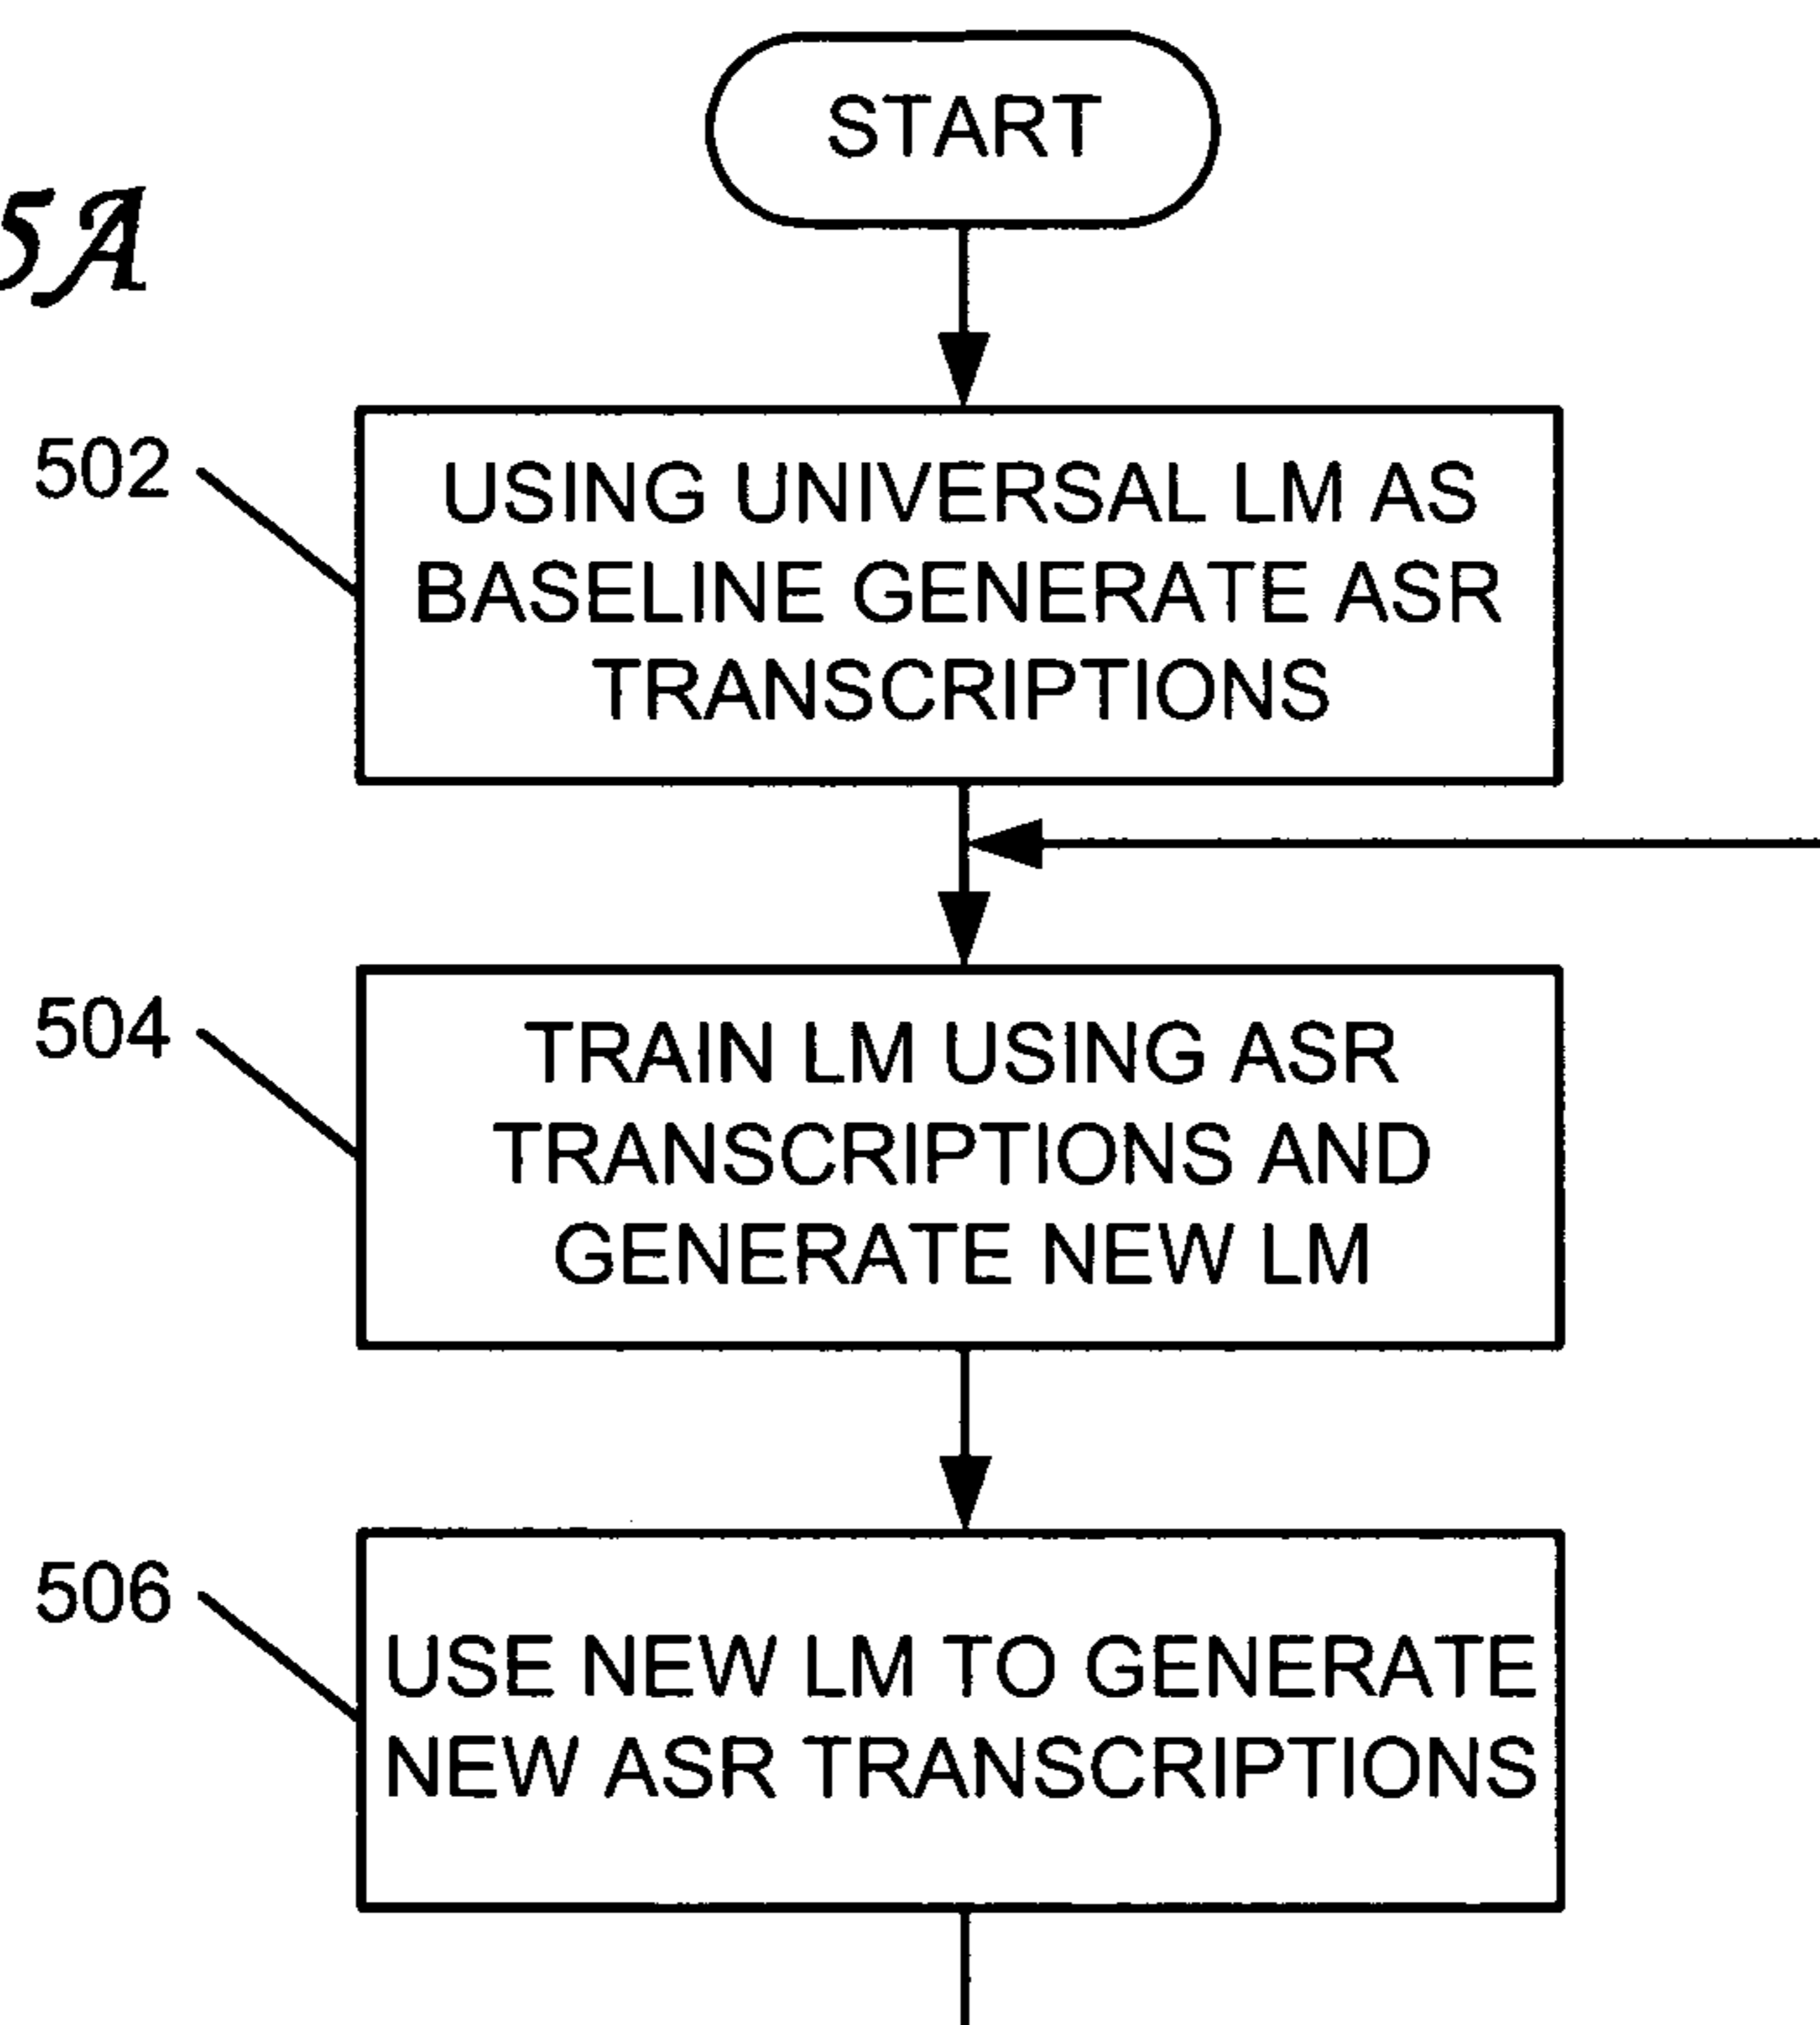 START
5A
502
USING UNIVERSAL LM AS
BASELINE GENERATE ASR
TRANSCRIPTIONS
504
TRAIN LM USING ASR
TRANSCRIPTIONS AND
GENERATE NEW LM
506
USE NEW LM TO GENERATE
NEW ASR TRANSCRIPTIONS